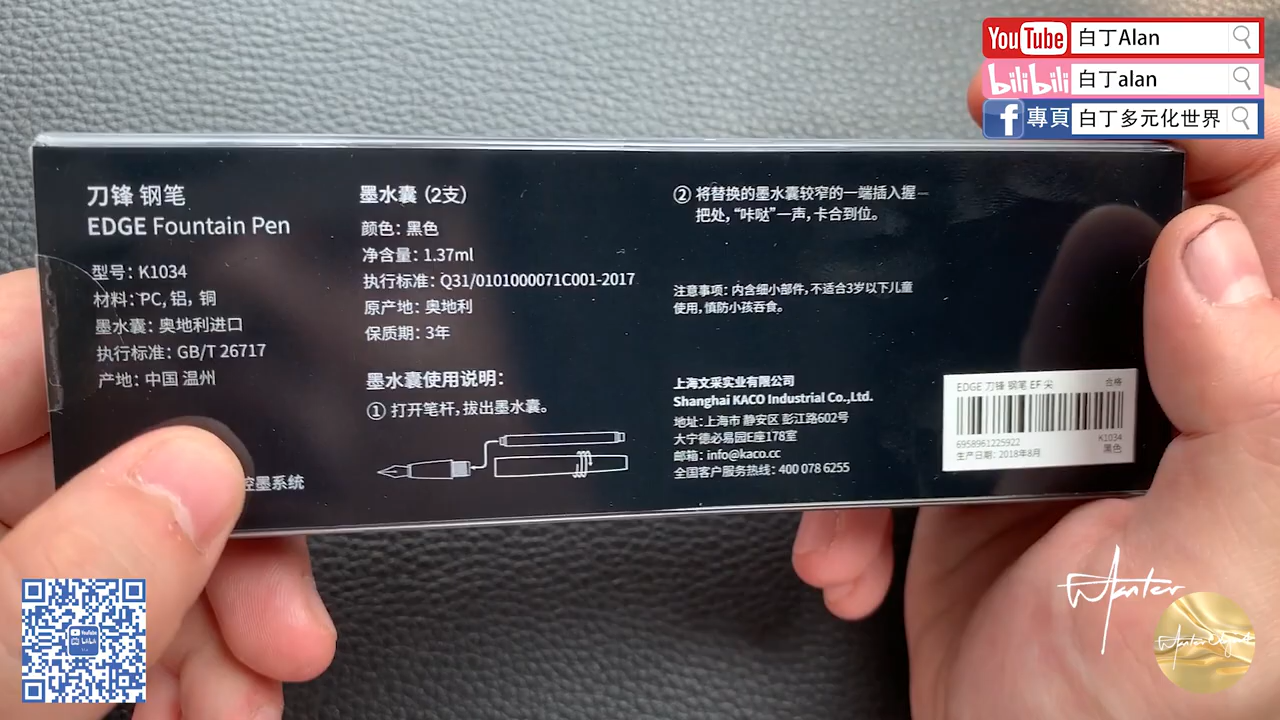 YouTube 白丁Alan
bilibili 白丁alan
f 專頁 白丁多元化世界
刀锋 钢笔
EDGE Fountain Pen
型号: K1034
材料: PC, 铝, 铜
墨水囊: 奥地利进口
执行标准: GB/T 26717
产地: 中国 温州
控墨系统
墨水囊 (2支)
颜色: 黑色
净含量: 1.37ml
执行标准: Q31/0101000071C001-2017
原产地: 奥地利
保质期: 3年
墨水囊使用说明:
① 打开笔杆, 拔出墨水囊。
② 将替换的墨水囊较窄的一端插入握
把处, “咔哒”一声, 卡合到位。
注意事项: 内含细小部件, 不适合3岁以下儿童
使用, 慎防小孩吞食。
上海文采实业有限公司
Shanghai KACO Industrial Co.,Ltd.
地址: 上海市 静安区 彭江路602号
大宁德必易园E座178室
邮箱: info@kaco.cc
全国客户服务热线: 400 078 6255
EDGE 刀锋 钢笔 EF 尖 合格
6958961225922 K1034
生产日期: 2018年8月 黑色